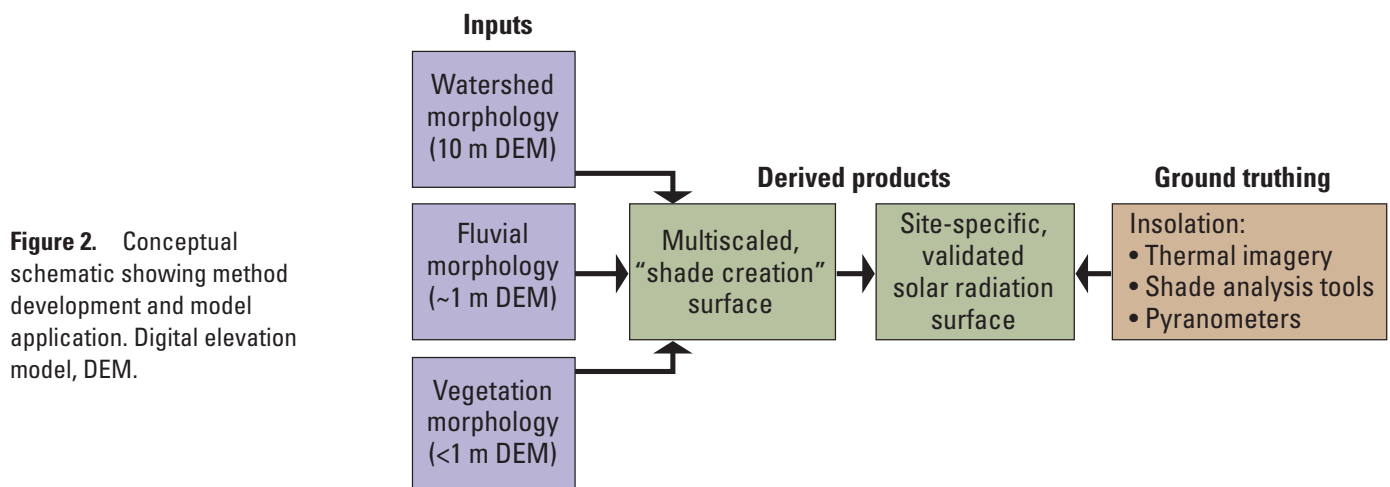 Inputs
Watershed
morphology
(10 m DEM)
Fluvial
morphology
(~1 m DEM)
Vegetation
morphology
(<1 m DEM)
Derived products
Multiscaled,
“shade creation”
surface
Site-specific,
validated
solar radiation
surface
Ground truthing
Insolation:
• Thermal imagery
• Shade analysis tools
• Pyranometers
Figure 2. Conceptual
schematic showing method
development and model
application. Digital elevation
model, DEM.